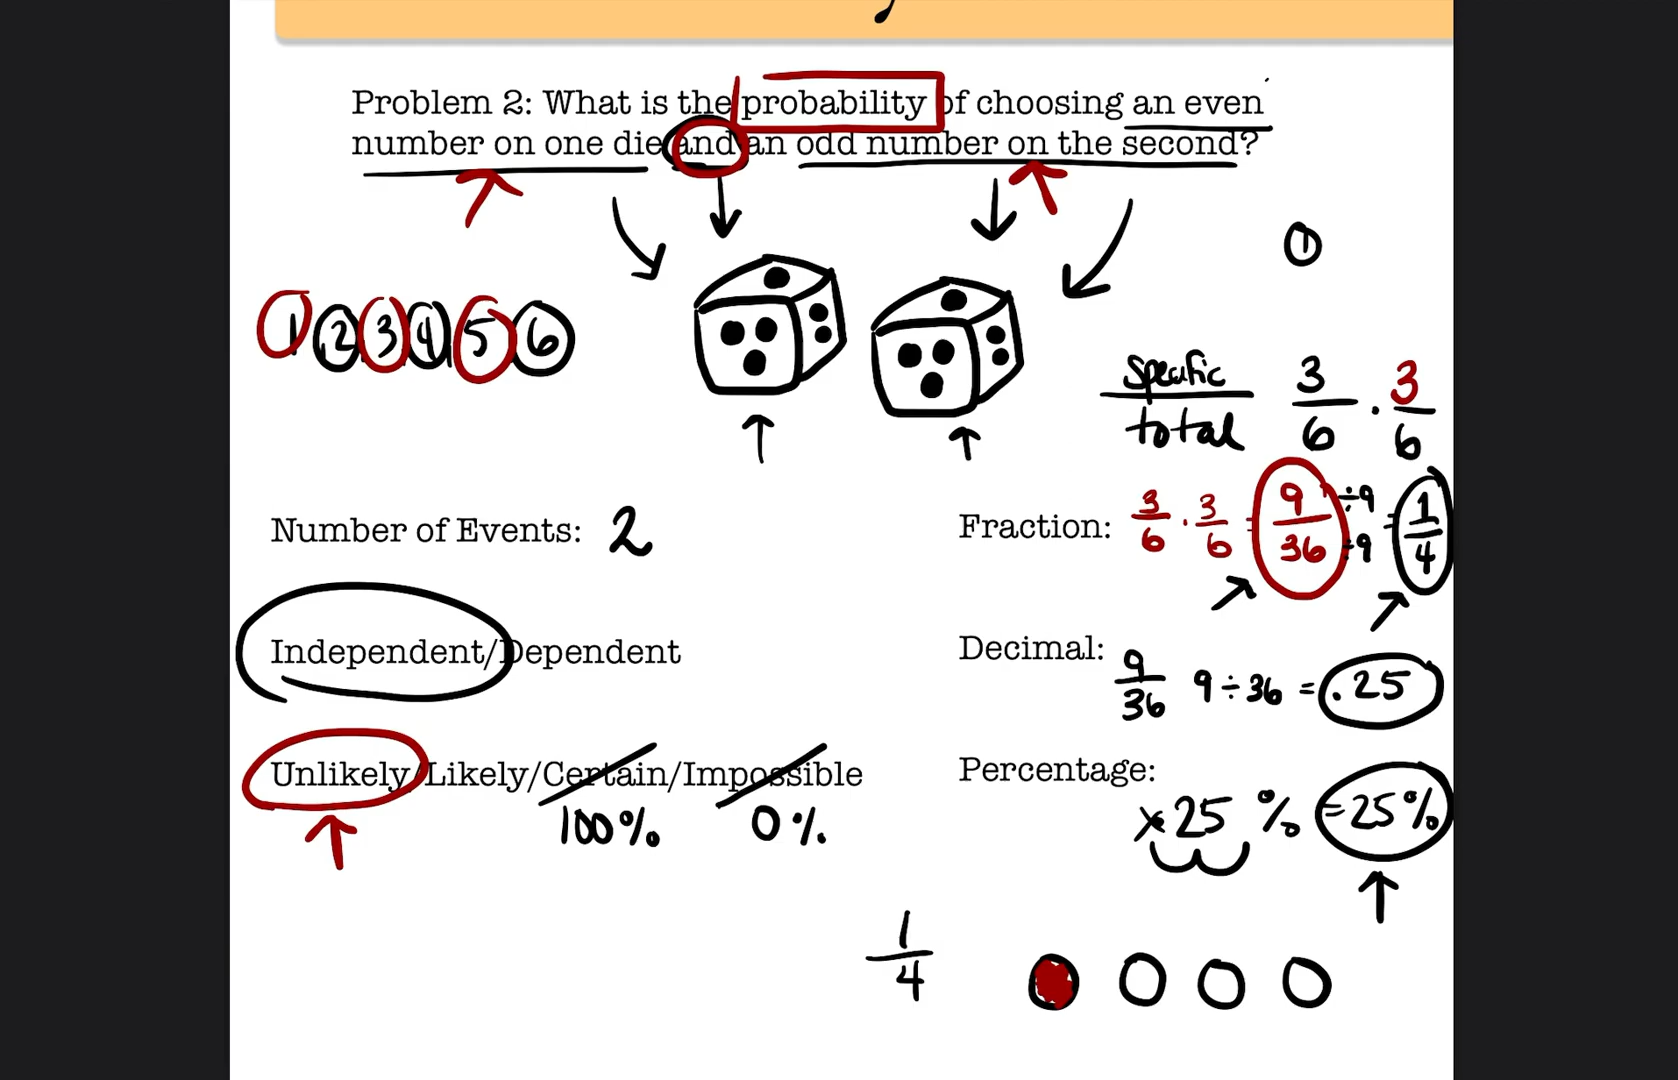 Problem 2: What is the probability of choosing an even
number on one die and an odd number on the second?
1 2 3 4 5 6
1
specific/total 3/6 · 3/6
Number of Events: 2
Fraction: 3/6 · 3/6 = 9/36 ÷9/÷9 = 1/4
Independent/Dependent
Decimal: 9/36 9÷36 = .25
Unlikely/Likely/Certain/Impossible
100% 0%
Percentage:
.25 % =25%
1/4